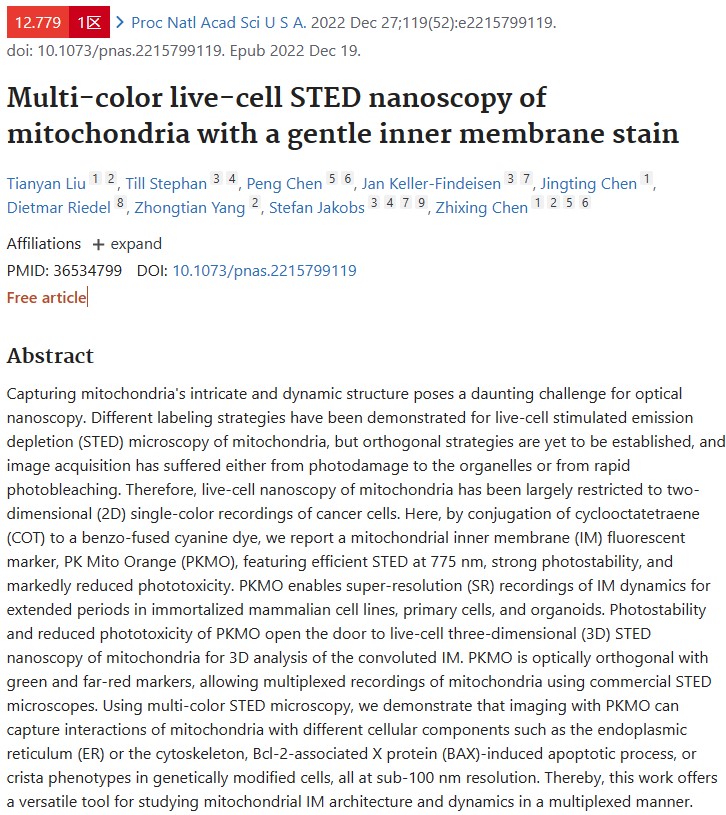 12.779 1区 > Proc Natl Acad Sci U S A. 2022 Dec 27;119(52):e2215799119.
doi: 10.1073/pnas.2215799119. Epub 2022 Dec 19.
Multi-color live-cell STED nanoscopy of
mitochondria with a gentle inner membrane stain
Tianyan Liu 1 2, Till Stephan 3 4, Peng Chen 5 6, Jan Keller-Findeisen 3 7, Jingting Chen 1,
Dietmar Riedel 8, Zhongtian Yang 2, Stefan Jakobs 3 4 7 9, Zhixing Chen 1 2 5 6
Affiliations + expand
PMID: 36534799 DOI: 10.1073/pnas.2215799119
Free article
Abstract
Capturing mitochondria's intricate and dynamic structure poses a daunting challenge for optical
nanoscopy. Different labeling strategies have been demonstrated for live-cell stimulated emission
depletion (STED) microscopy of mitochondria, but orthogonal strategies are yet to be established, and
image acquisition has suffered either from photodamage to the organelles or from rapid
photobleaching. Therefore, live-cell nanoscopy of mitochondria has been largely restricted to two-
dimensional (2D) single-color recordings of cancer cells. Here, by conjugation of cyclooctatetraene
(COT) to a benzo-fused cyanine dye, we report a mitochondrial inner membrane (IM) fluorescent
marker, PK Mito Orange (PKMO), featuring efficient STED at 775 nm, strong photostability, and
markedly reduced phototoxicity. PKMO enables super-resolution (SR) recordings of IM dynamics for
extended periods in immortalized mammalian cell lines, primary cells, and organoids. Photostability
and reduced phototoxicity of PKMO open the door to live-cell three-dimensional (3D) STED
nanoscopy of mitochondria for 3D analysis of the convoluted IM. PKMO is optically orthogonal with
green and far-red markers, allowing multiplexed recordings of mitochondria using commercial STED
microscopes. Using multi-color STED microscopy, we demonstrate that imaging with PKMO can
capture interactions of mitochondria with different cellular components such as the endoplasmic
reticulum (ER) or the cytoskeleton, Bcl-2-associated X protein (BAX)-induced apoptotic process, or
crista phenotypes in genetically modified cells, all at sub-100 nm resolution. Thereby, this work offers
a versatile tool for studying mitochondrial IM architecture and dynamics in a multiplexed manner.